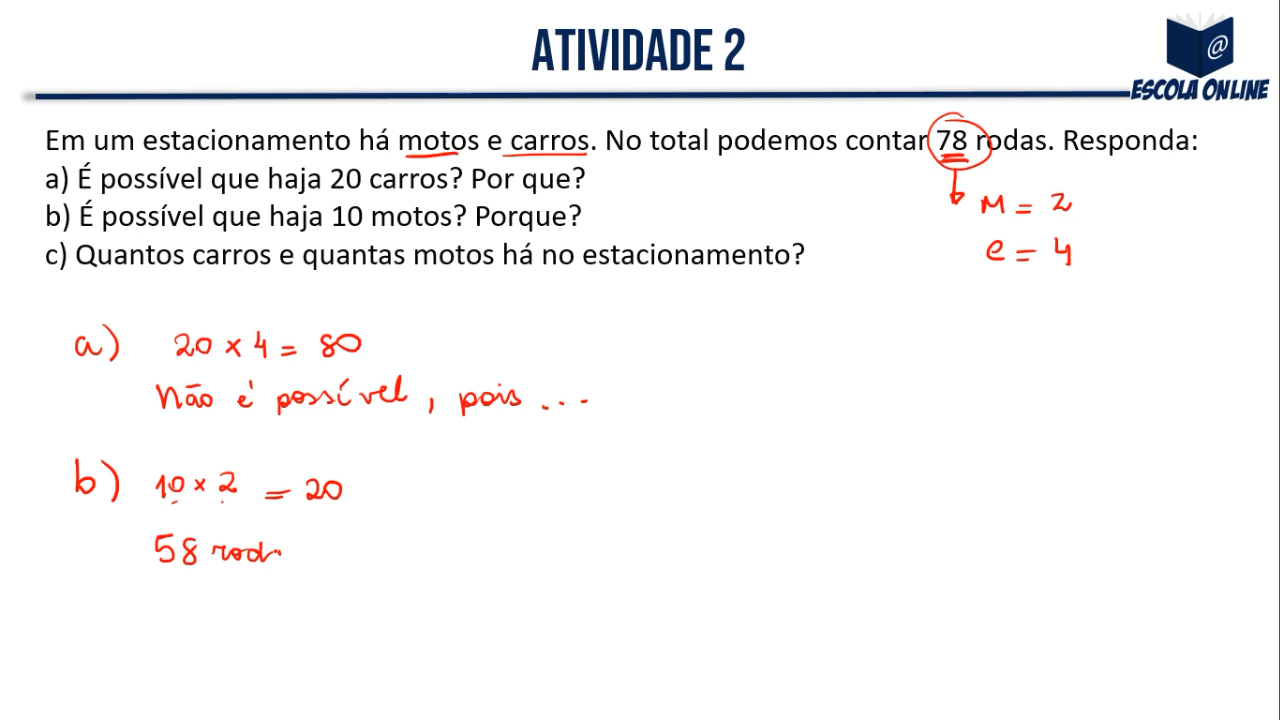 ATIVIDADE 2
@
ESCOLA ONLINE
Em um estacionamento há motos e carros. No total podemos contar 78 rodas. Responda:
a) É possível que haja 20 carros? Por que?
b) É possível que haja 10 motos? Porque?
c) Quantos carros e quantas motos há no estacionamento?
M = 2
C = 4
a) 20 × 4 = 80
Não é possível, pois ...
b) 10 × 2 = 20
58 rod